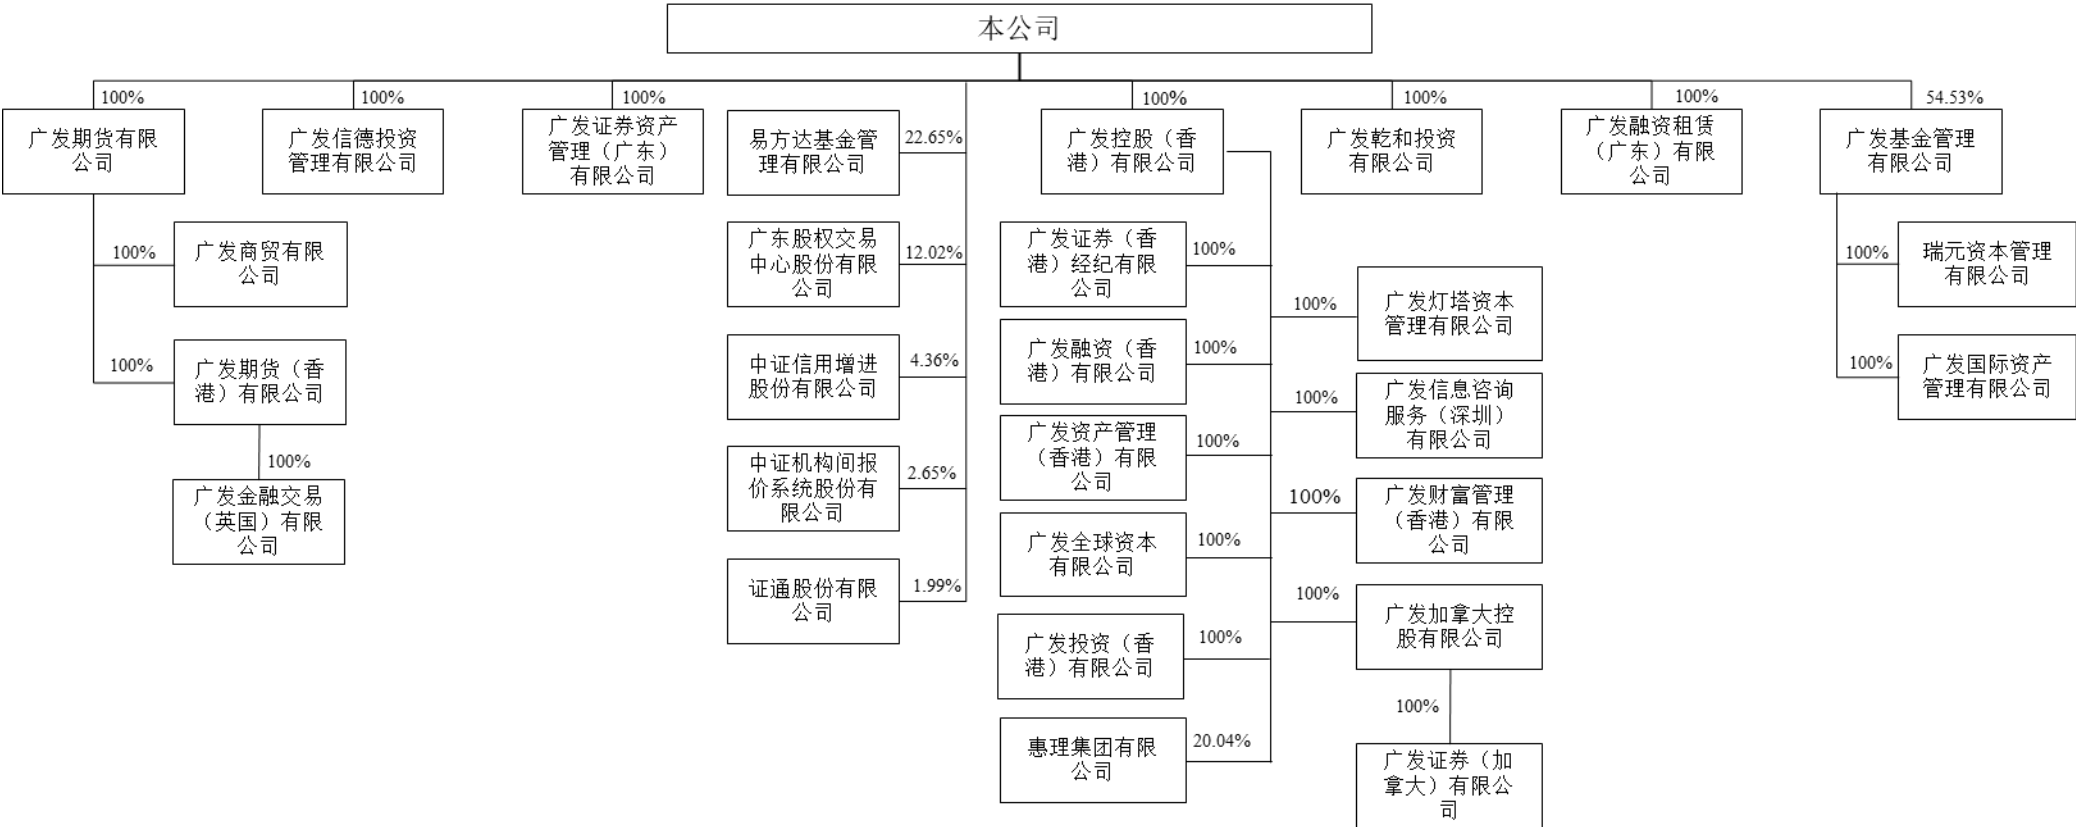 本公司
100%
广发期货有限
公司
100%
广发商贸有限
公司
100%
广发期货（香
港）有限公司
100%
广发金融交易
（英国）有限
公司
100%
广发信德投资
管理有限公司
100%
广发证券资产
管理（广东）
有限公司
易方达基金管
理有限公司
22.65%
广东股权交易
中心股份有限
公司
12.02%
中证信用增进
股份有限公司
4.36%
中证机构间报
价系统股份有
限公司
2.65%
证通股份有限
公司
1.99%
100%
广发控股（香
港）有限公司
广发证券（香
港）经纪有限
公司
100%
广发融资（香
港）有限公司
100%
广发资产管理
（香港）有限
公司
100%
广发全球资本
有限公司
100%
广发投资（香
港）有限公司
100%
惠理集团有限
公司
20.04%
100%
广发灯塔资本
管理有限公司
100%
广发信息咨询
服务（深圳）
有限公司
100%
广发财富管理
（香港）有限
公司
100%
广发加拿大控
股有限公司
100%
广发证券（加
拿大）有限公
司
100%
广发乾和投资
有限公司
100%
广发融资租赁
（广东）有限
公司
54.53%
广发基金管理
有限公司
100%
瑞元资本管理
有限公司
100%
广发国际资产
管理有限公司